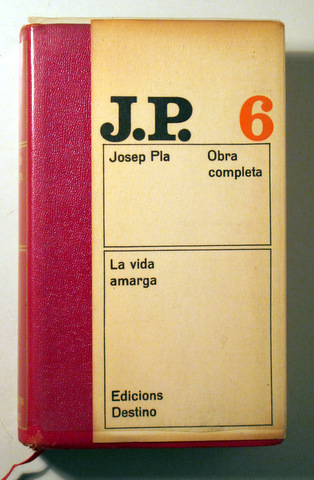 J.P. 6
Josep Pla Obra
completa
La vida
amarga
Edicions
Destino